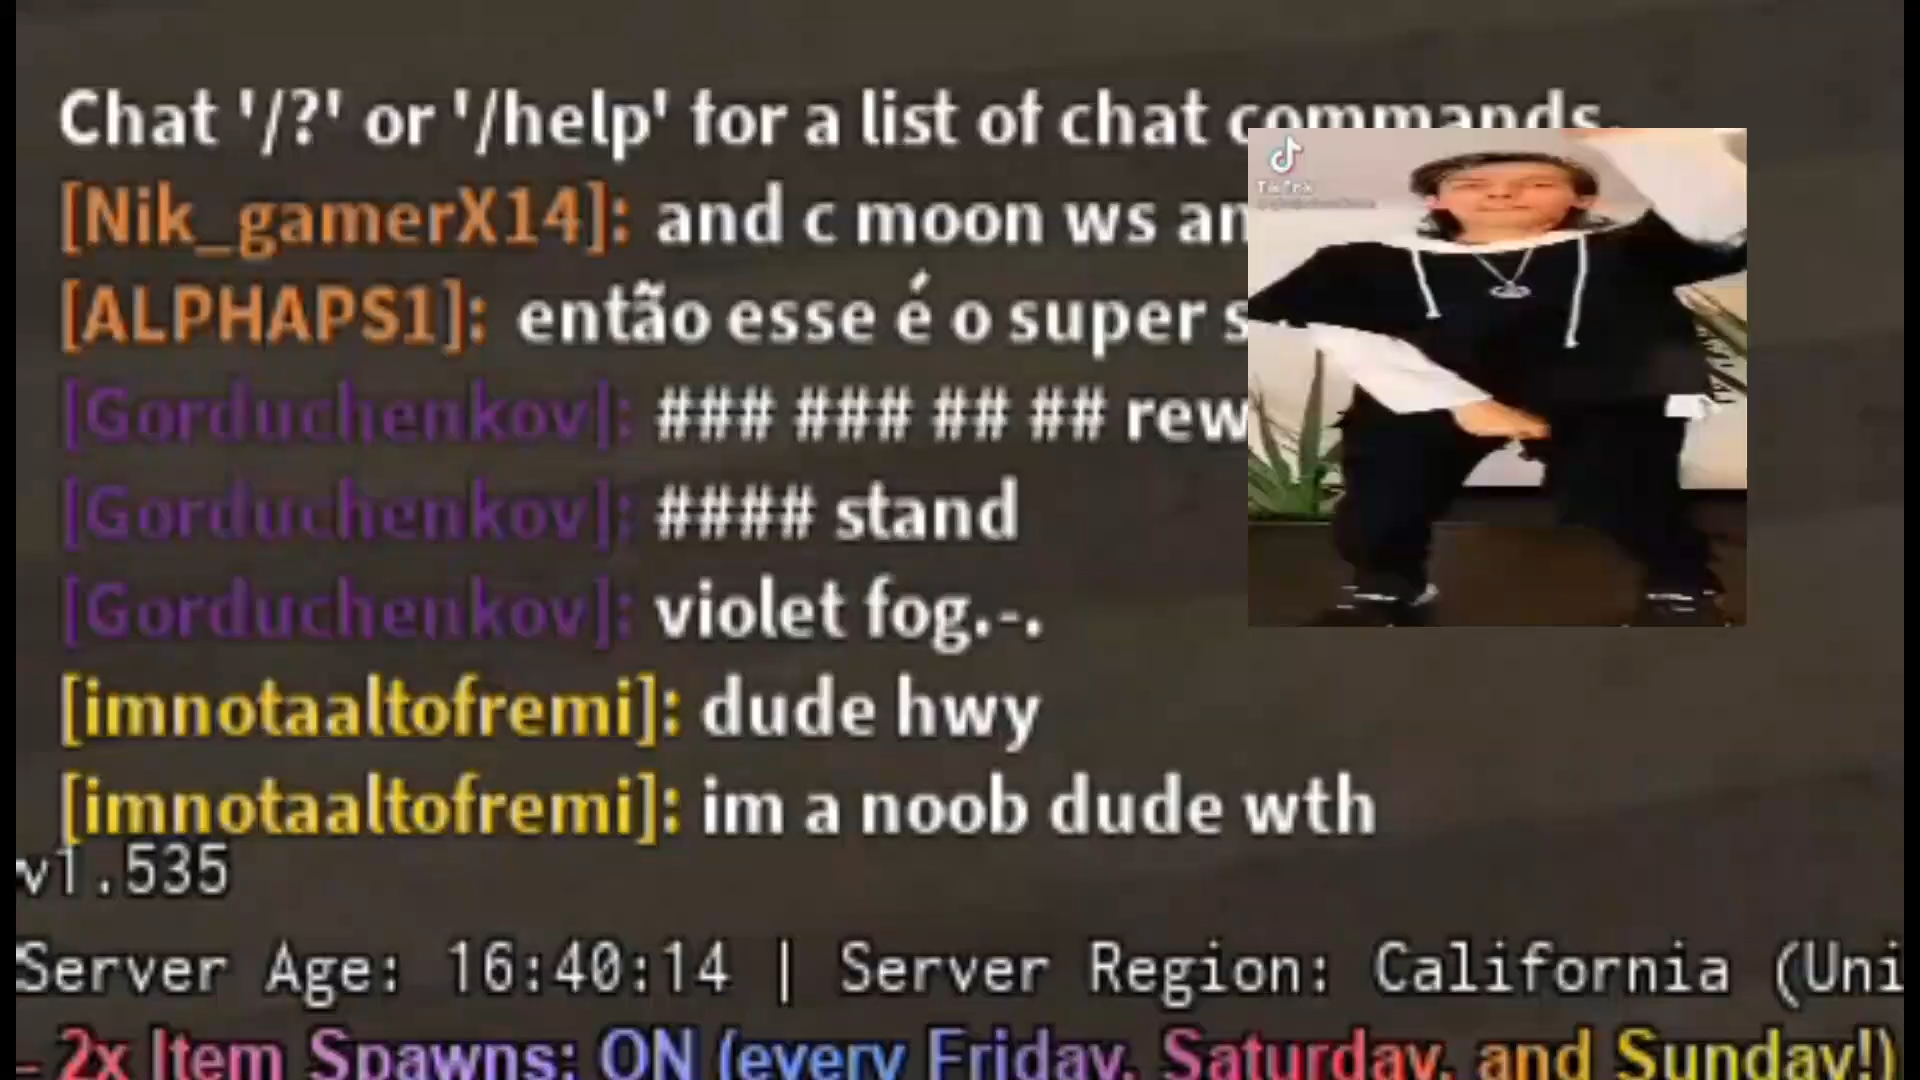 Chat '/?' or '/help' for a list of chat commands.
[Nik_gamerX14]: and c moon ws an
[ALPHAPS1]: então esse é o super s
[Gorduchenkov]: ### ### ## ## rew
[Gorduchenkov]: #### stand
[Gorduchenkov]: violet fog.-.
[imnotaaltofremi]: dude hwy
[imnotaaltofremi]: im a noob dude wth
v1.535
Server Age: 16:40:14 | Server Region: California (Uni
- 2x Item Spawns: ON (every Friday, Saturday, and Sunday!)
TikTok